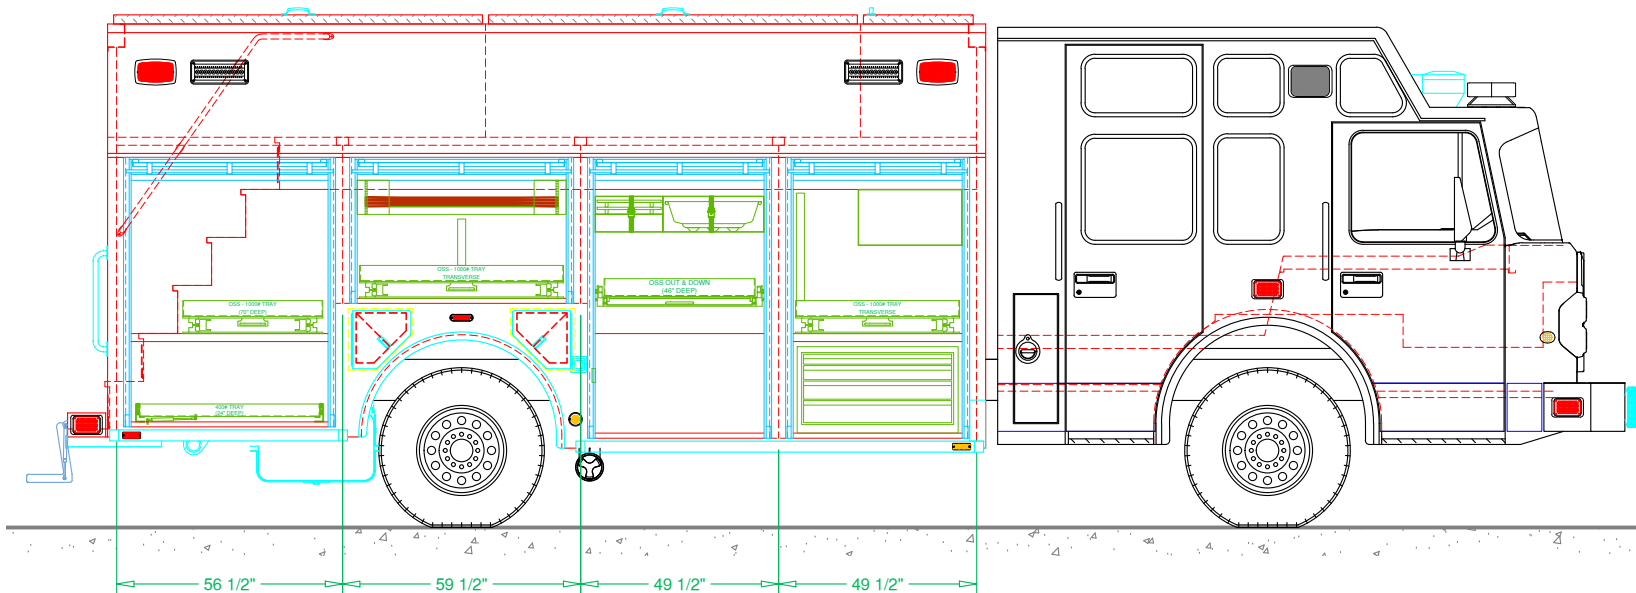 OSS - 1000# TRAY
TRANSVERSE
OSS OUT & DOWN
(46" DEEP)
OSS - 1000# TRAY
(70" DEEP)
OSS - 1000# TRAY
TRANSVERSE
400# TRAY
(24" DEEP)
56 1/2"
59 1/2"
49 1/2"
49 1/2"